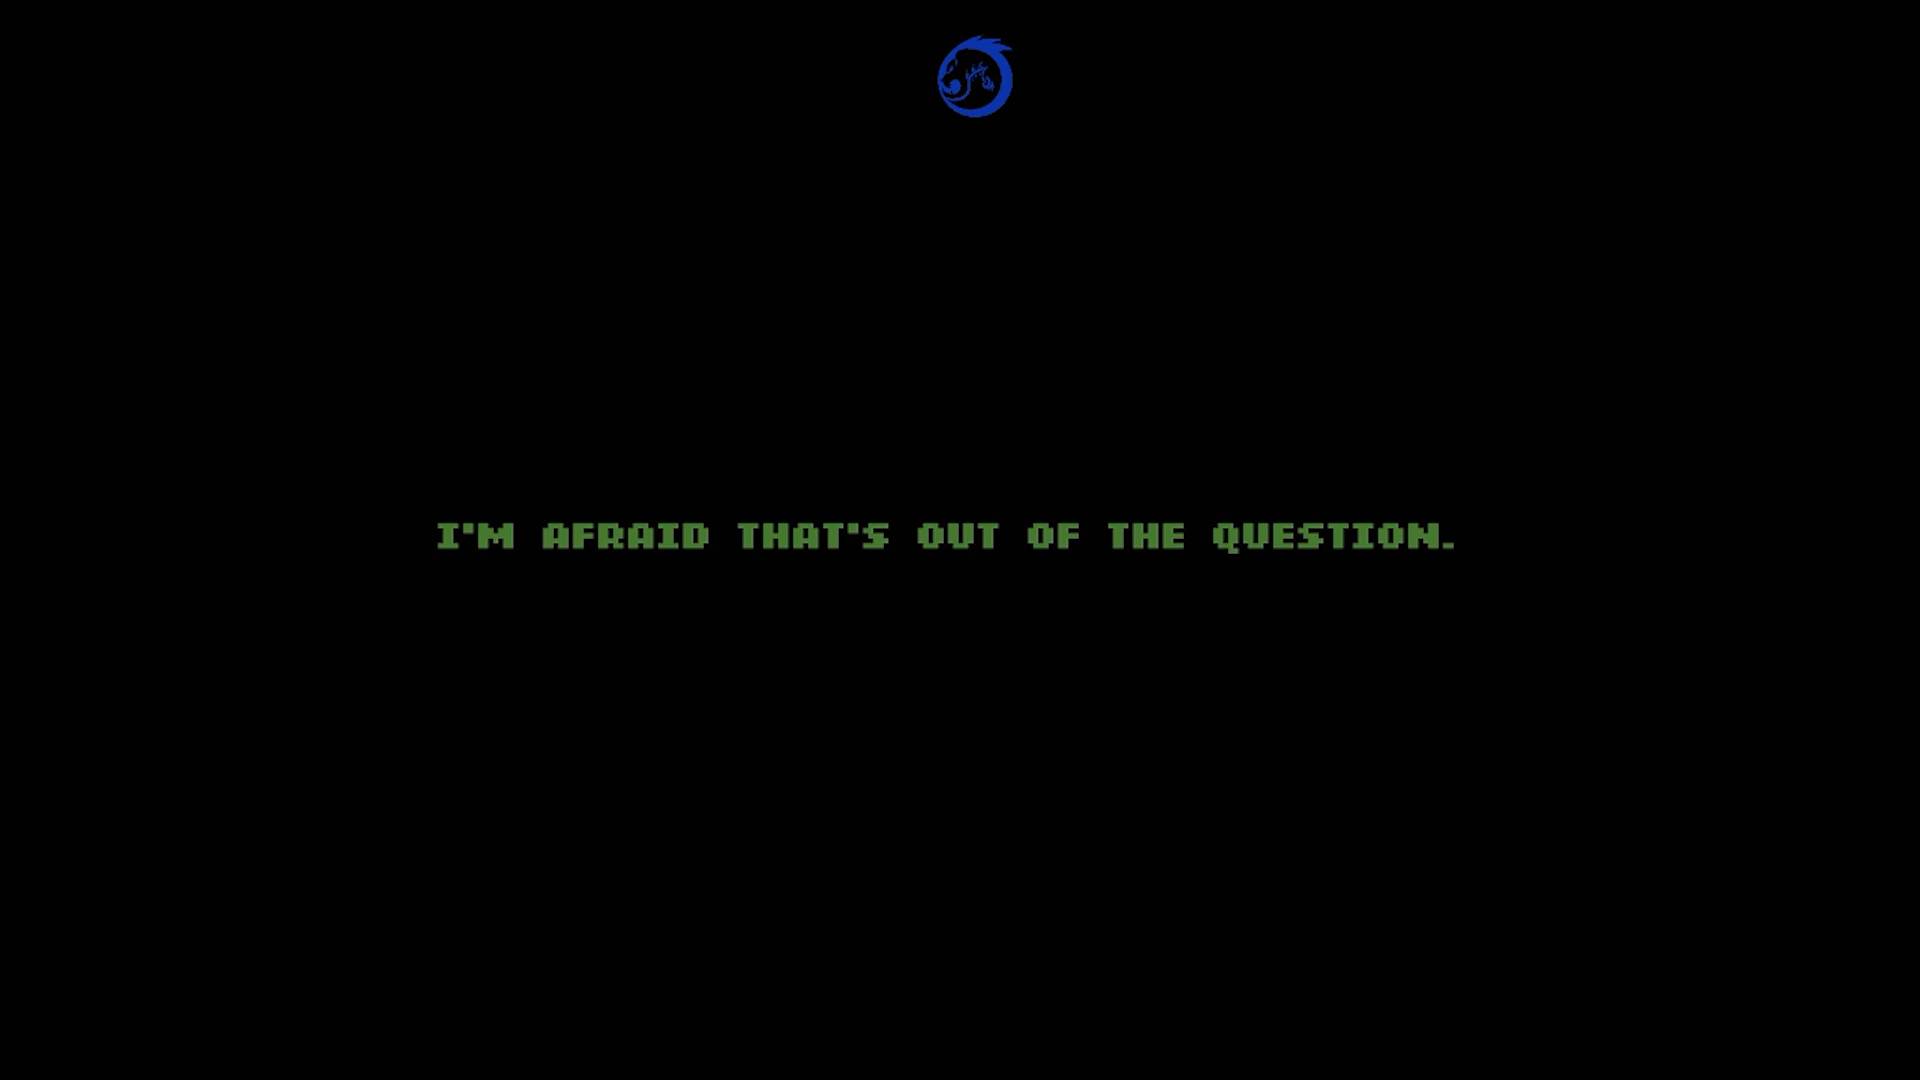 I'M AFRAID THAT'S OUT OF THE QUESTION.